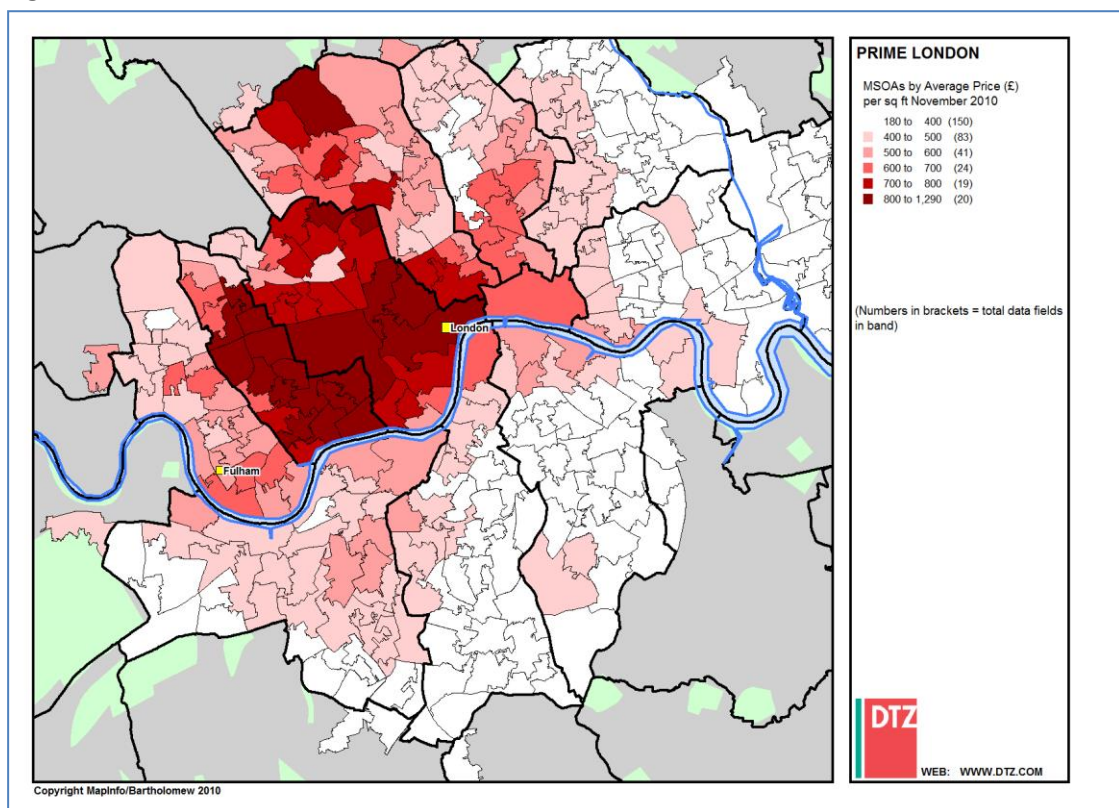 PRIME LONDON
MSOAs by Average Price (£)
per sq ft November 2010
180 to 400 (150)
400 to 500 (83)
500 to 600 (41)
600 to 700 (24)
700 to 800 (19)
800 to 1,290 (20)
(Numbers in brackets = total data fields
in band)
London
Fulham
DTZ
WEB: WWW.DTZ.COM
Copyright MapInfo/Bartholomew 2010